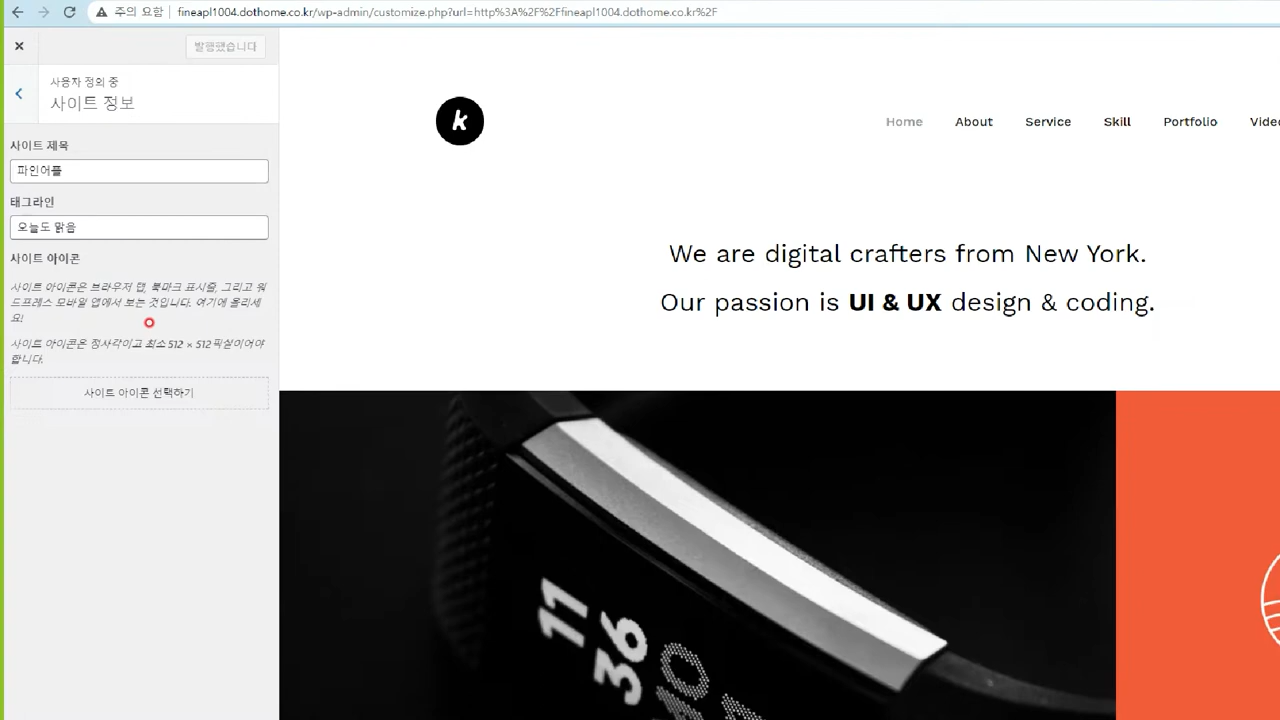 주의 요함
fineapl1004.dothome.co.kr/wp-admin/customize.php?url=http%3A%2F%2Ffineapl1004.dothome.co.kr%2F
발행했습니다
사용자 정의 중
사이트 정보
사이트 제목
파인어플
태그라인
오늘도 맑음
사이트 아이콘
사이트 아이콘은 브라우저 탭, 북마크 표시줄, 그리고 워
드프레스 모바일 앱에서 보는 것입니다. 여기에 올리세
요!
사이트 아이콘은 정사각이고 최소 512 × 512 픽셀이어야
합니다.
사이트 아이콘 선택하기
k
Home About Service Skill Portfolio Video
We are digital crafters from New York.
Our passion is UI & UX design & coding.
11
36